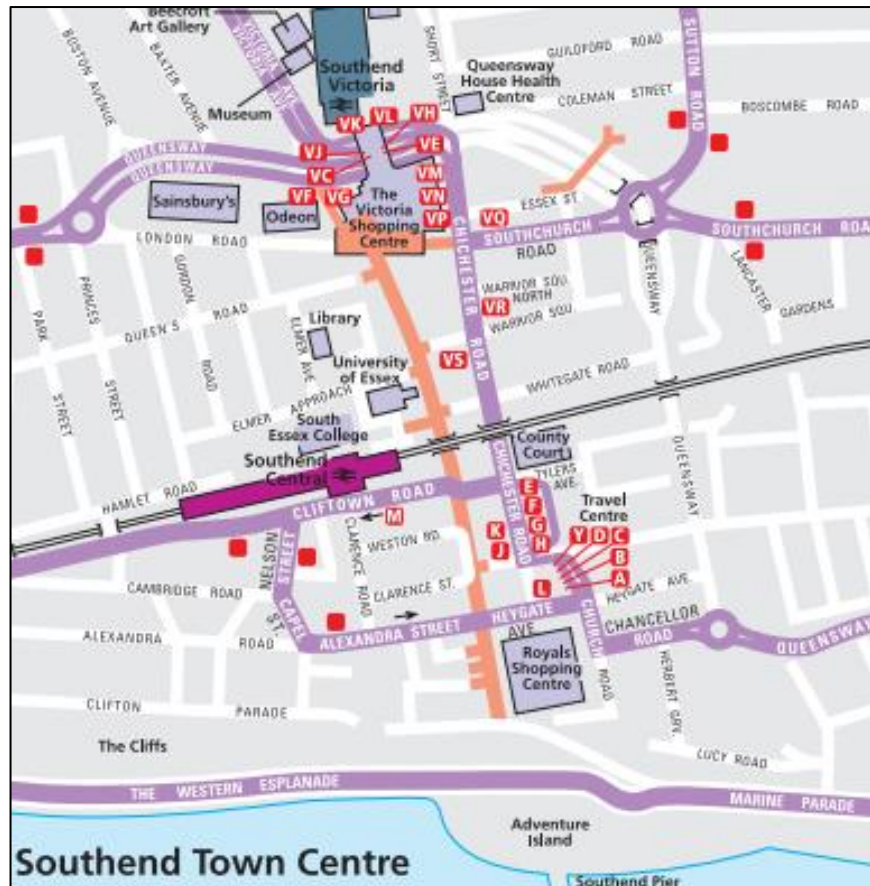 Beecroft
Art Gallery
Museum
Southend
Victoria
Queensway
House Health
Centre
SHORT STREET
GUILDFORD ROAD
COLEMAN STREET
BOSCOMBE ROAD
SUTTON ROAD
BOSTON AVENUE
BAXTER AVENUE
VICTORIA AVE
QUEENSWAY
QUEENSWAY
VK
VL
VH
VJ
VE
VC
VM
VF
VG
VN
VP
VQ
Sainsbury's
Odeon
The
Victoria
Shopping
Centre
ESSEX ST.
SOUTHCHURCH
ROAD
SOUTHCHURCH ROA
LONDON ROAD
CHICHESTER ROAD
QUEENSWAY
LANCASTER
GARDENS
WARRIOR SQU.
NORTH
VR
WARRIOR SQU.
PARK
STREET
PRINCES
STREET
GORDON
ROAD
QUEEN'S ROAD
ELMER AVE
Library
University
of Essex
VS
WHITEGATE ROAD
ELMER APPROACH
South
Essex College
Southend
Central
County
Court
TYLERS
AVE.
HAMLET ROAD
CLIFTOWN ROAD
CHICHESTER ROAD
QUEENSWAY
E
F
G
H
Travel
Centre
Y D C
B
A
K
J
L
M
NELSON
STREET
CLARENCE ROAD
WESTON RD.
CLARENCE ST.
CAMBRIDGE ROAD
CAPEL
ST.
ALEXANDRA ROAD
ALEXANDRA STREET
HEYGATE
AVE
HEYGATE AVE.
CHANCELLOR
ROAD
CHURCH ROAD
QUEENSWAY
Royals
Shopping
Centre
HERBERT GRV.
LUCY ROAD
CLIFTON PARADE
The Cliffs
THE WESTERN ESPLANADE
MARINE PARADE
Adventure
Island
Southend Town Centre
Southend Pier